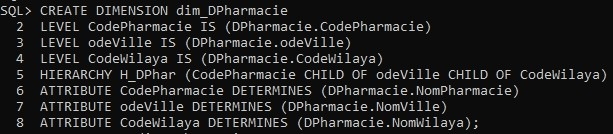 SQL> CREATE DIMENSION dim_DPharmacie
2 LEVEL CodePharmacie IS (DPharmacie.CodePharmacie)
3 LEVEL odeVille IS (DPharmacie.odeVille)
4 LEVEL CodeWilaya IS (DPharmacie.CodeWilaya)
5 HIERARCHY H_DPhar (CodePharmacie CHILD OF odeVille CHILD OF CodeWilaya)
6 ATTRIBUTE CodePharmacie DETERMINES (DPharmacie.NomPharmacie)
7 ATTRIBUTE odeVille DETERMINES (DPharmacie.NomVille)
8 ATTRIBUTE CodeWilaya DETERMINES (DPharmacie.NomWilaya);